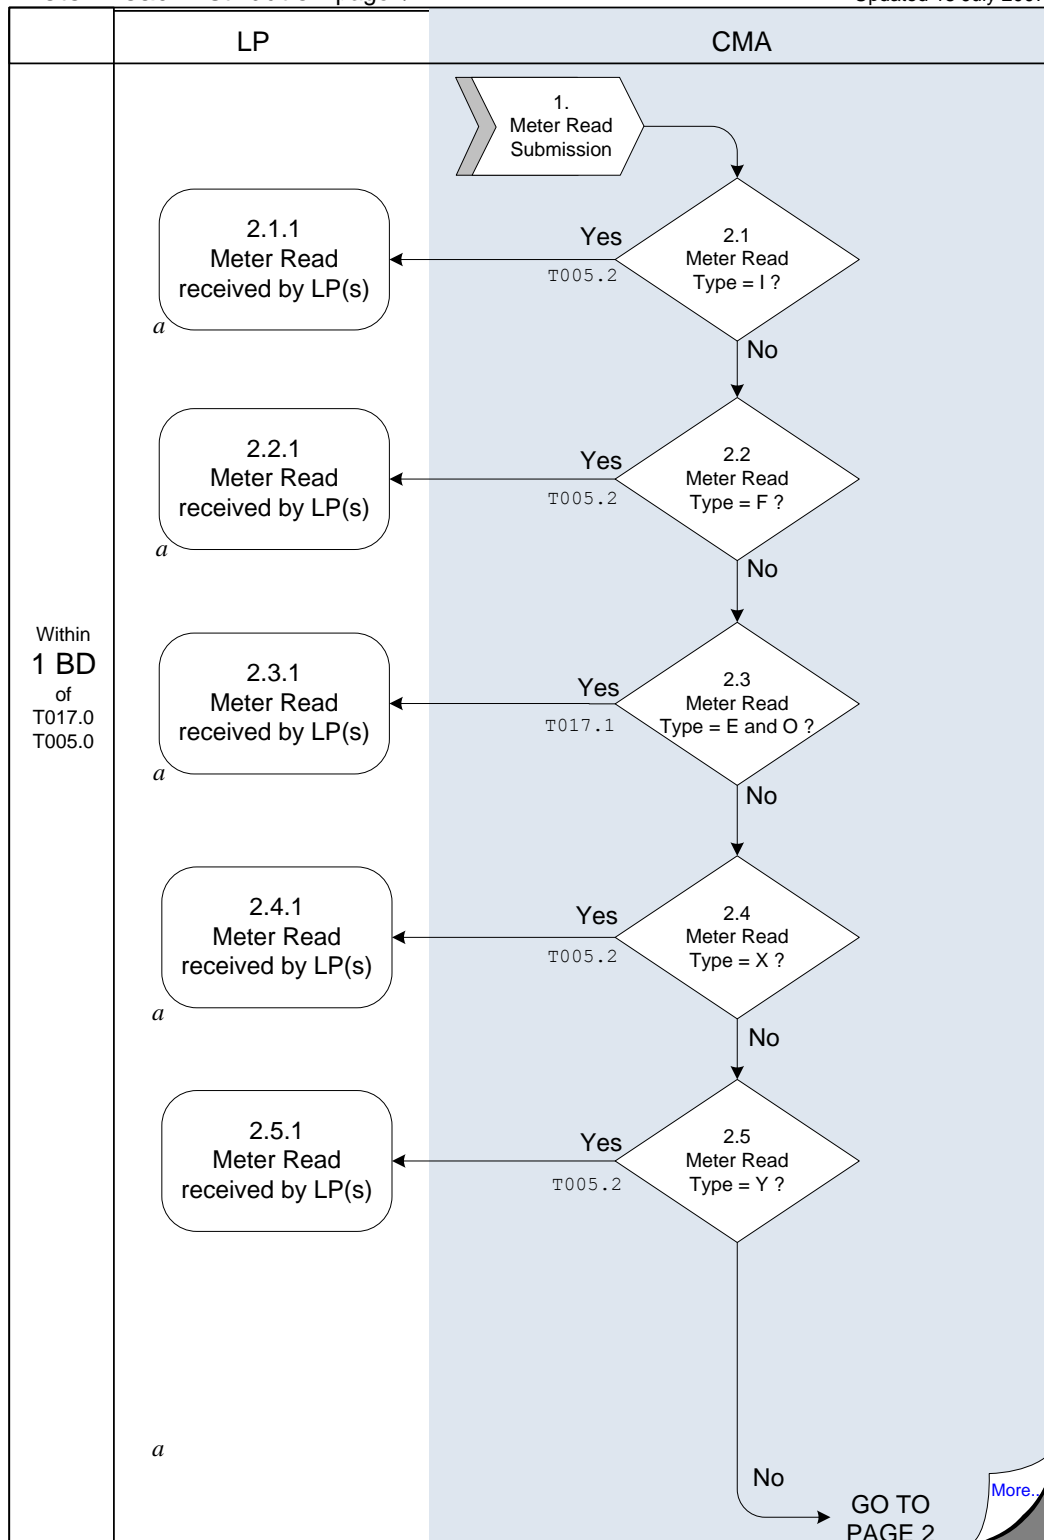 LP
CMA
1.
Meter Read
Submission
2.1.1
Meter Read
received by LP(s)
a
Yes
T005.2
2.1
Meter Read
Type = I ?
No
2.2.1
Meter Read
received by LP(s)
a
Yes
T005.2
2.2
Meter Read
Type = F ?
No
Within
1 BD
of
T017.0
T005.0
2.3.1
Meter Read
received by LP(s)
a
Yes
T017.1
2.3
Meter Read
Type = E and O ?
No
2.4.1
Meter Read
received by LP(s)
a
Yes
T005.2
2.4
Meter Read
Type = X ?
No
2.5.1
Meter Read
received by LP(s)
Yes
T005.2
2.5
Meter Read
Type = Y ?
a
No
GO TO
PAGE 2
More..